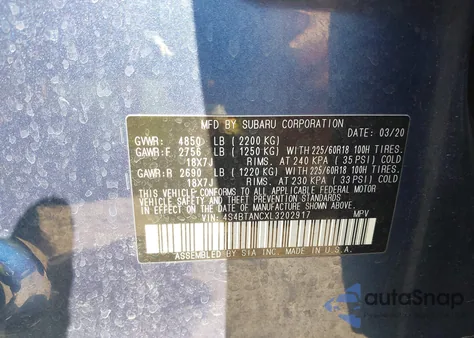 MFD BY SUBARU CORPORATION
DATE: 03/20
GVWR: 4850 LB (2200 KG)
GAWR:F 2756 LB (1250 KG) WITH 225/60R18 100H TIRES.
18X7J RIMS. AT 240 KPA (35 PSI) COLD.
GAWR:R 2690 LB (1220 KG) WITH 225/60R18 100H TIRES.
18X7J RIMS. AT 230 KPA (33 PSI) COLD.
THIS VEHICLE CONFORMS TO ALL APPLICABLE FEDERAL MOTOR
VEHICLE SAFETY STANDARDS IN EFFECT ON THE DATE OF
MANUFACTURE SHOWN ABOVE.
VIN: 4S4BTANCXL3202917 MPV
ASSEMBLED BY SIA INC. MADE IN U.S.A.
autoSnap